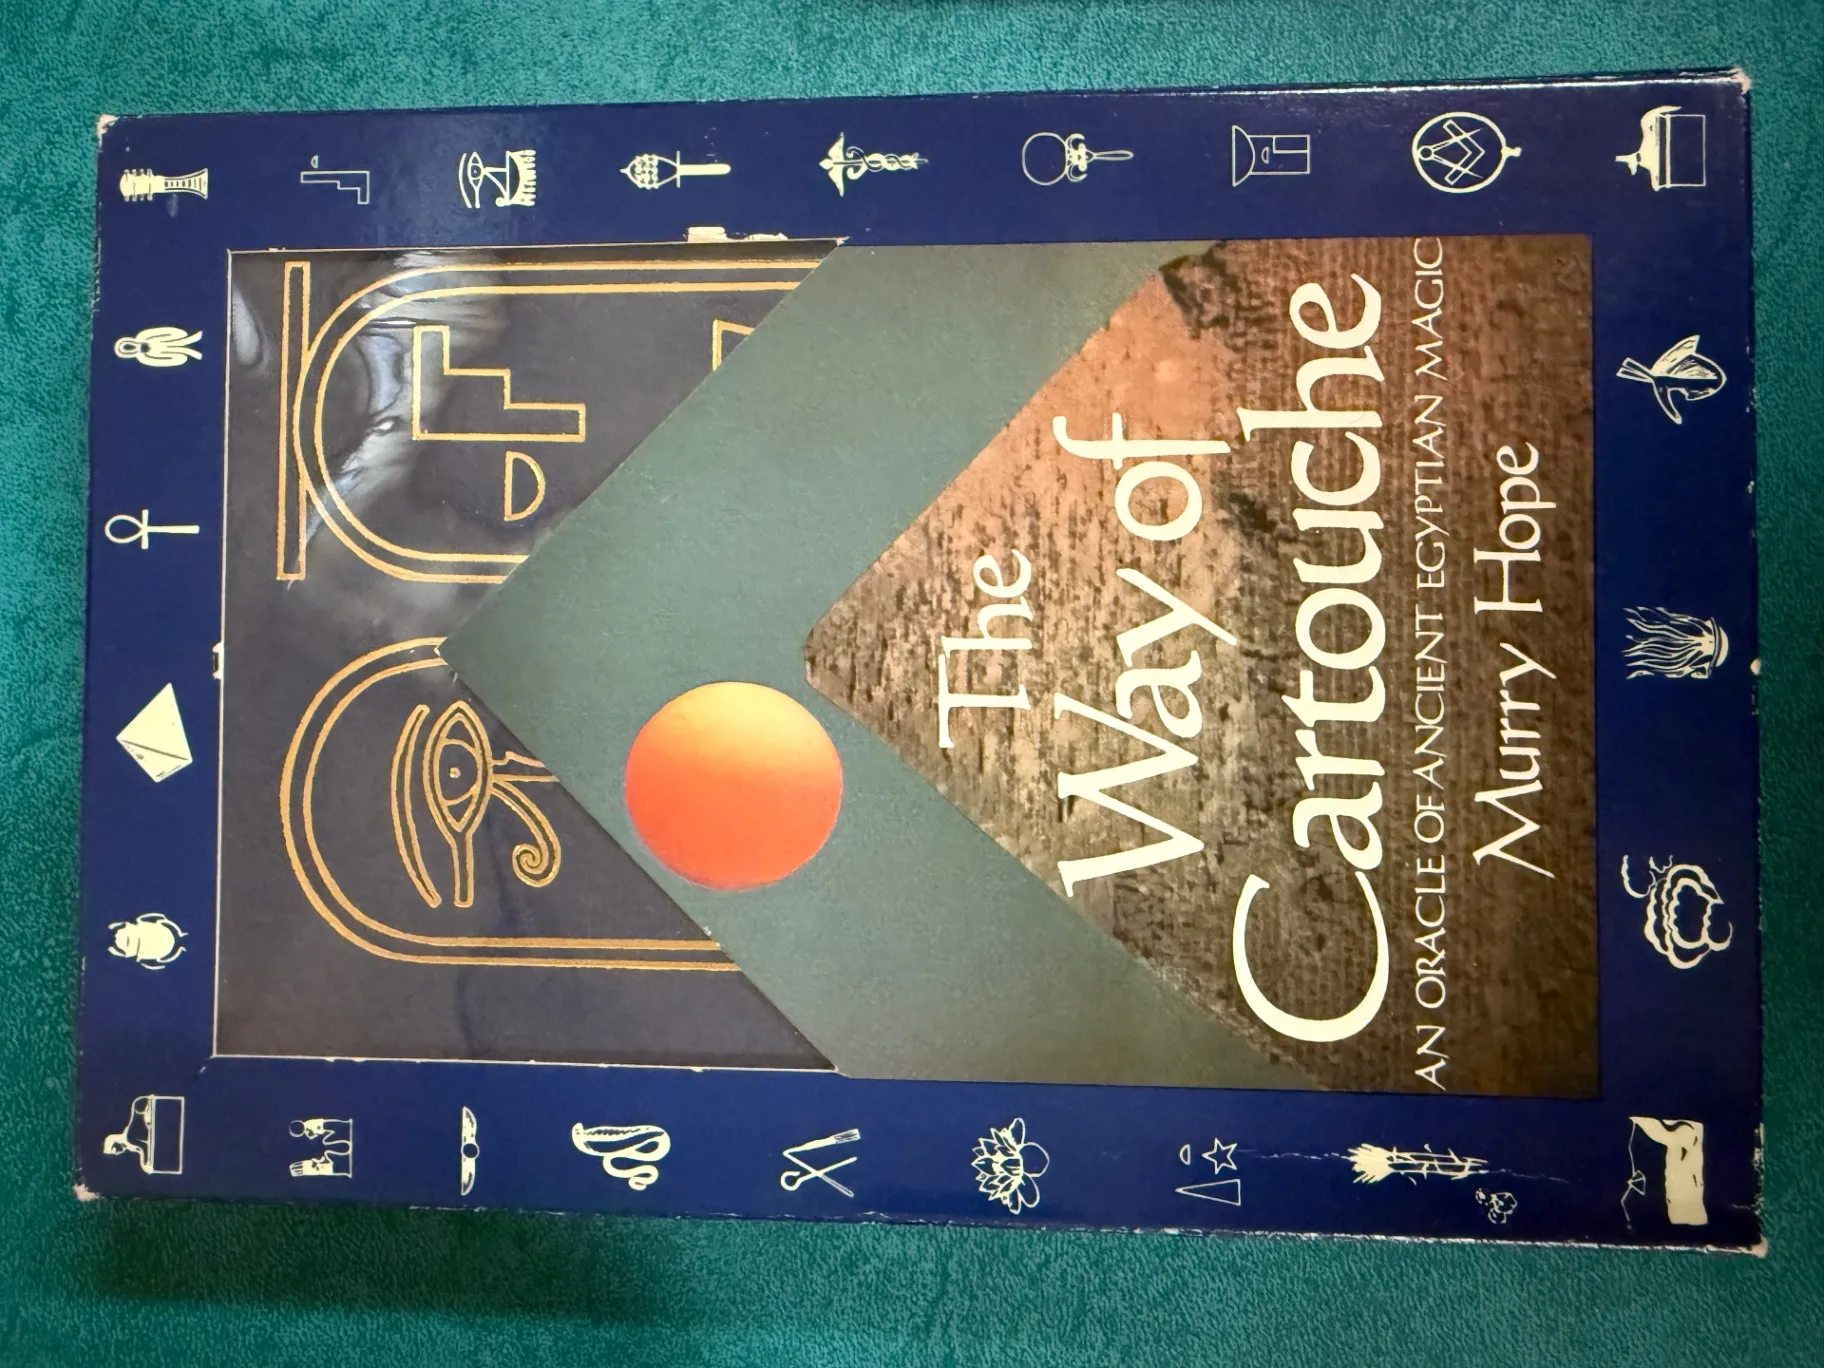 The
Way of
Cartouche
AN ORACLE OF ANCIENT EGYPTIAN MAGIC
Murry Hope